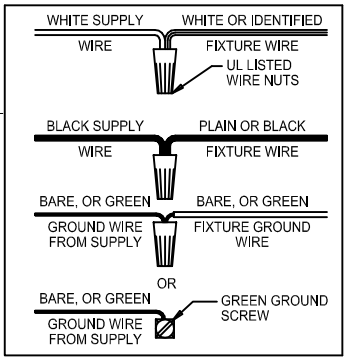 WHITE SUPPLY WHITE OR IDENTIFIED
WIRE FIXTURE WIRE
UL LISTED
WIRE NUTS
BLACK SUPPLY PLAIN OR BLACK
WIRE FIXTURE WIRE
BARE, OR GREEN BARE, OR GREEN
GROUND WIRE FIXTURE GROUND
FROM SUPPLY WIRE
OR
BARE, OR GREEN GREEN GROUND
SCREW
GROUND WIRE
FROM SUPPLY